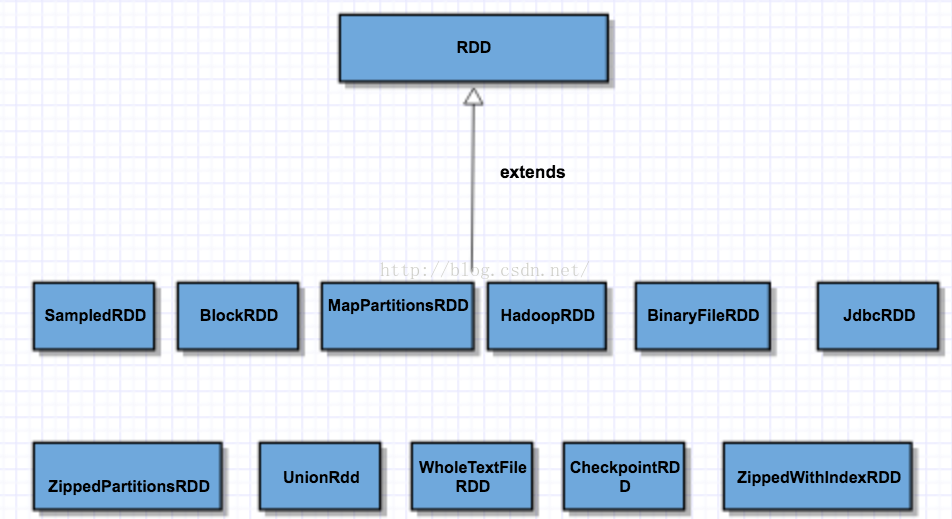 RDD
extends
http://blog.csdn.net/
SampledRDD
BlockRDD
MapPartitionsRDD
HadoopRDD
BinaryFileRDD
JdbcRDD
ZippedPartitionsRDD
UnionRdd
WholeTextFile
RDD
CheckpointRD
D
ZippedWithIndexRDD